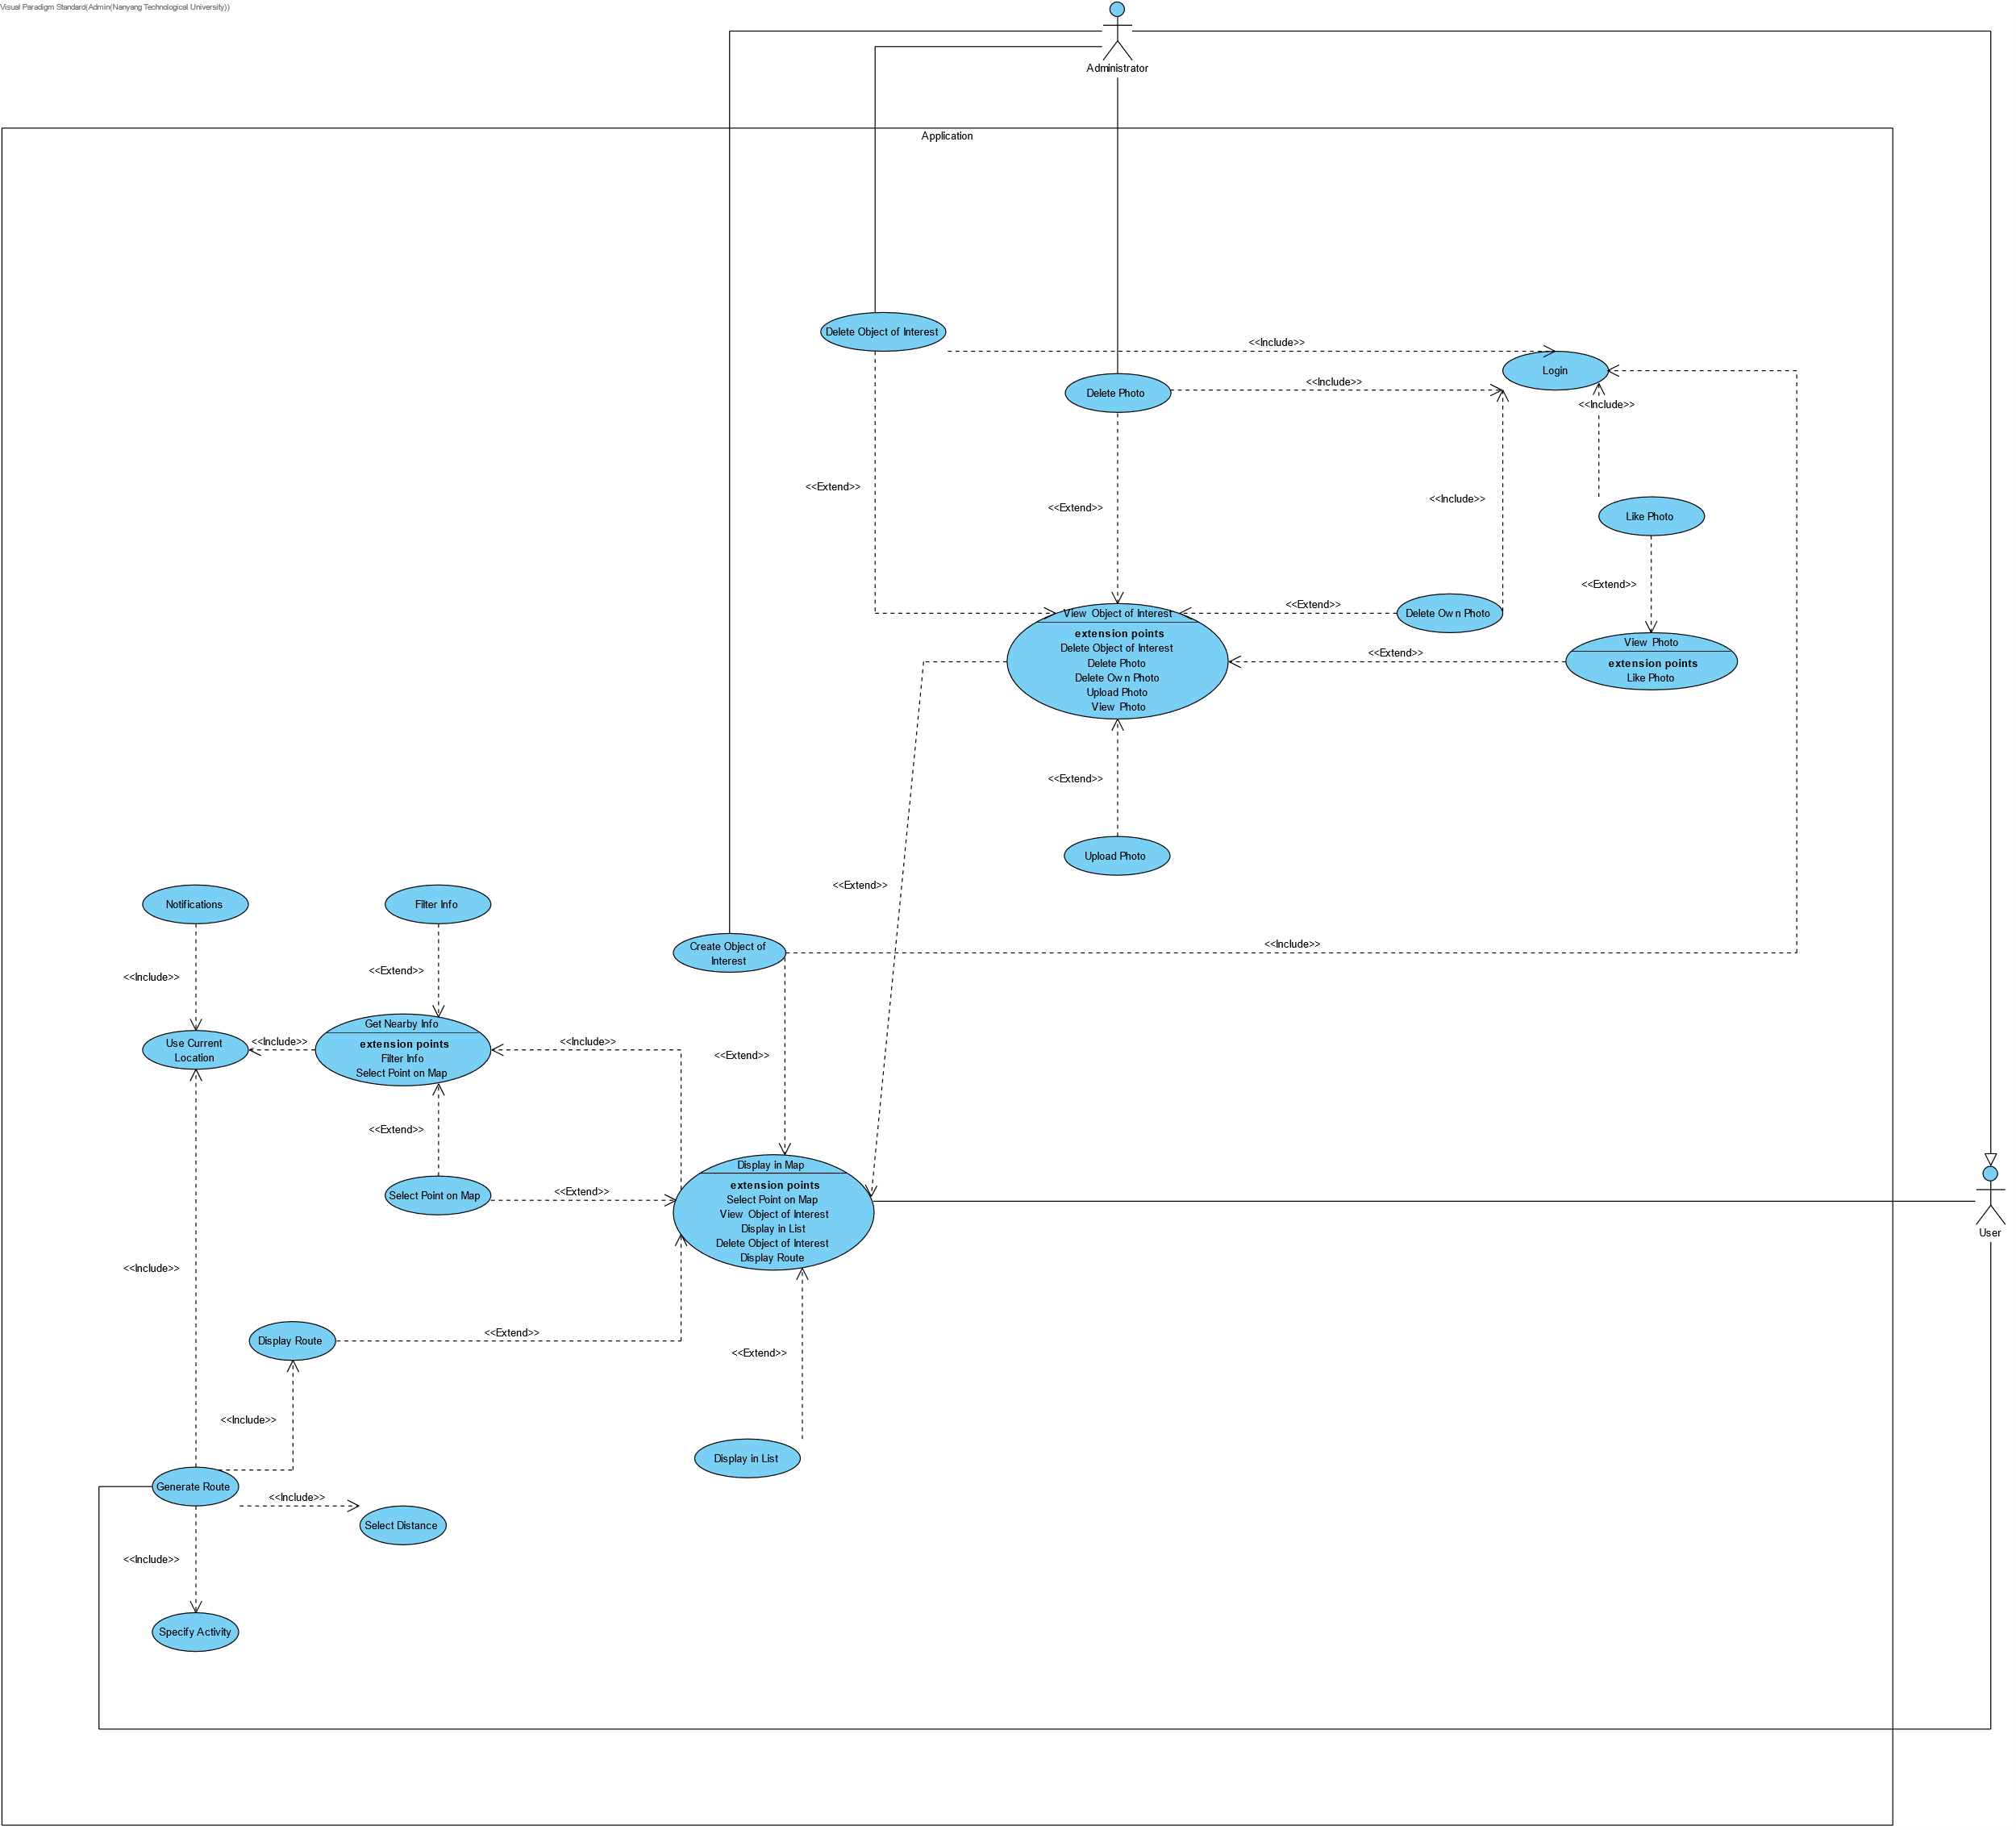 Visual Paradigm Standard(Admin(Nanyang Technological University))
Administrator
Application
Delete Object of Interest
<<Include>>
Login
<<Include>>
Delete Photo
<<Include>>
<<Extend>>
<<Extend>>
<<Include>>
Like Photo
<<Extend>>
<<Extend>>
Delete Own Photo
View Object of Interest
extension points
Delete Object of Interest
Delete Photo
Delete Own Photo
Upload Photo
View Photo
<<Extend>>
View Photo
extension points
Like Photo
<<Extend>>
Upload Photo
<<Extend>>
Notifications
Filter Info
Create Object of
Interest
<<Include>>
<<Include>>
<<Extend>>
Use Current
Location
<<Include>>
Get Nearby Info
extension points
Filter Info
Select Point on Map
<<Include>>
<<Extend>>
<<Extend>>
Select Point on Map
<<Extend>>
Display in Map
extension points
Select Point on Map
View Object of Interest
Display in List
Delete Object of Interest
Display Route
User
<<Include>>
Display Route
<<Extend>>
<<Extend>>
<<Include>>
Display in List
Generate Route
<<Include>>
Select Distance
<<Include>>
Specify Activity